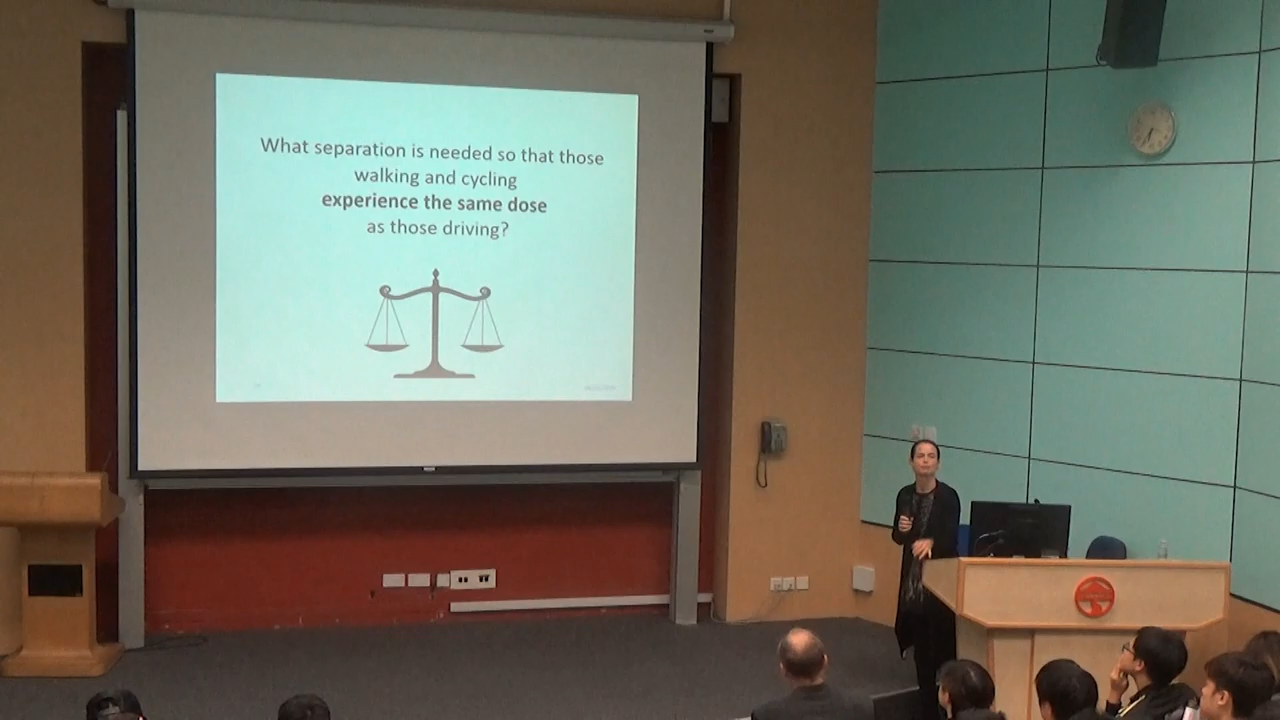 What separation is needed so that those
walking and cycling
experience the same dose
as those driving?